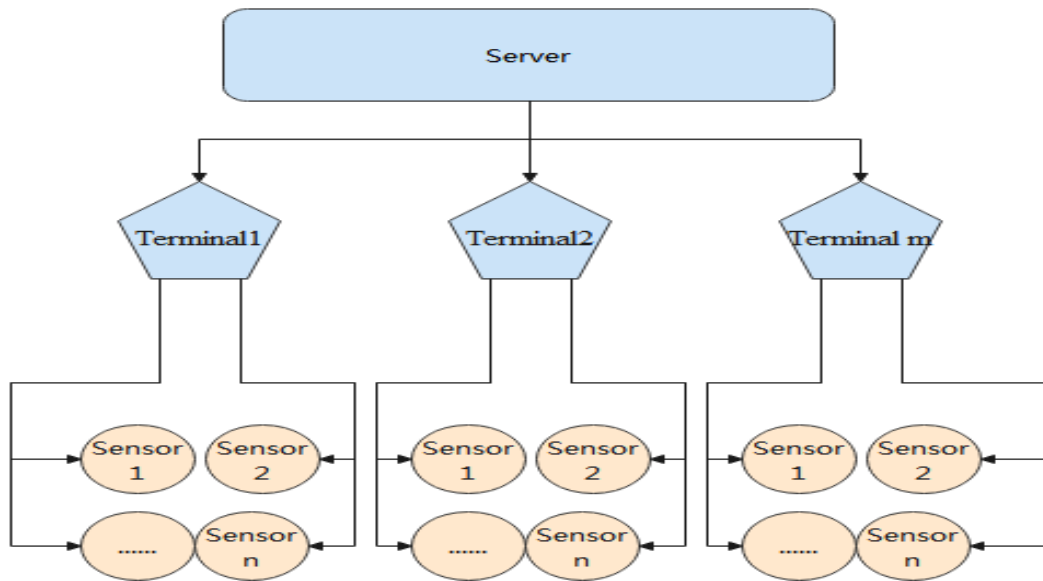 Server
Terminal1
Terminal2
Terminal m
Sensor
1
Sensor
2
Sensor
1
Sensor
2
Sensor
1
Sensor
2
......
Sensor
n
......
Sensor
n
......
Sensor
n